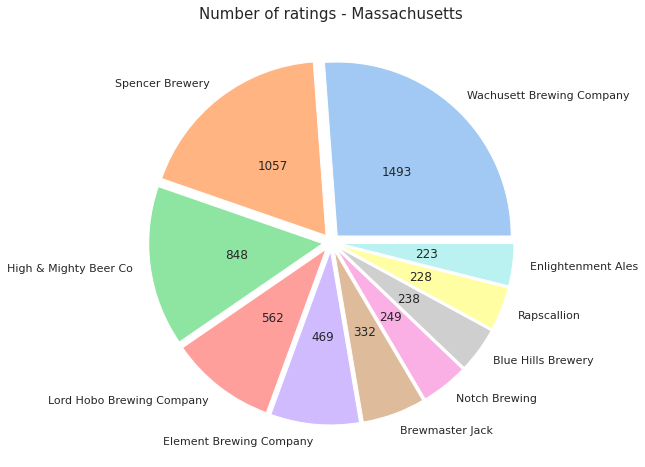 Number of ratings - Massachusetts
Wachusett Brewing Company
1493
Spencer Brewery
1057
High & Mighty Beer Co
848
Lord Hobo Brewing Company
562
Element Brewing Company
469
Brewmaster Jack
332
Notch Brewing
249
Blue Hills Brewery
238
Rapscallion
228
Enlightenment Ales
223